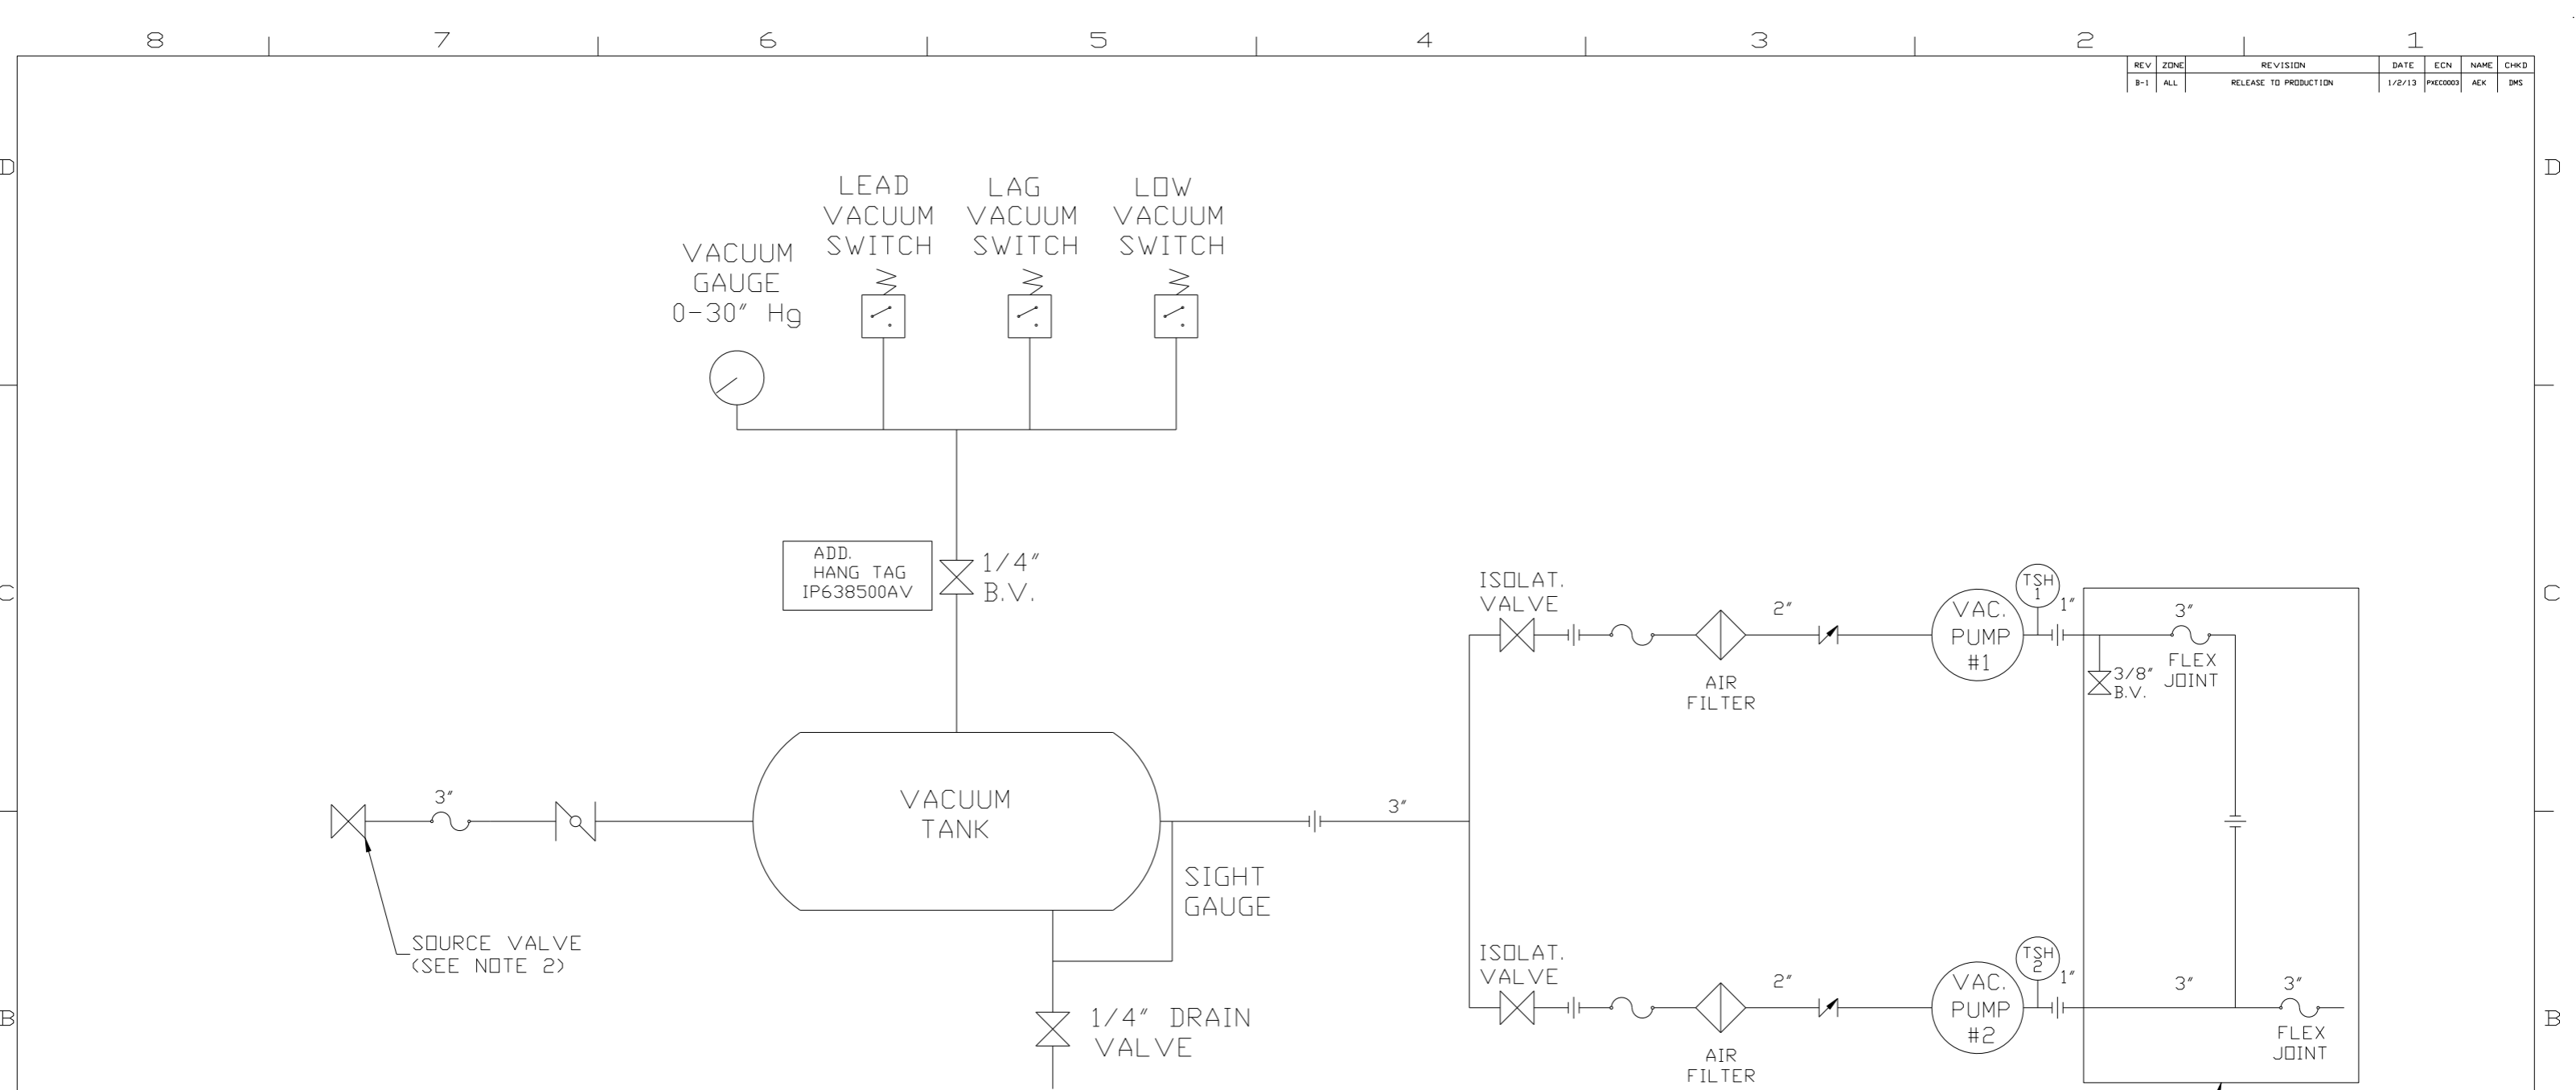 8 7 6 5 4 3 2 1
REV ZONE REVISION DATE ECN NAME CHKD
B-1 ALL RELEASE TO PRODUCTION 1/2/13 PXEC0003 AEK DMS
D D
LEAD
VACUUM
SWITCH
LAG
VACUUM
SWITCH
LOW
VACUUM
SWITCH
VACUUM
GAUGE
0-30" Hg
ADD.
HANG TAG
IP638500AV
1/4"
B.V.
C C
ISOLAT.
VALVE
AIR
FILTER
2"
VAC.
PUMP
#1
TSH
1
1"
3"
FLEX
JOINT
3/8"
B.V.
3"
VACUUM
TANK
3"
SIGHT
GAUGE
SOURCE VALVE
(SEE NOTE 2)
1/4" DRAIN
VALVE
B B
ISOLAT.
VALVE
AIR
FILTER
2"
VAC.
PUMP
#2
TSH
2
1"
3"
3"
FLEX
JOINT